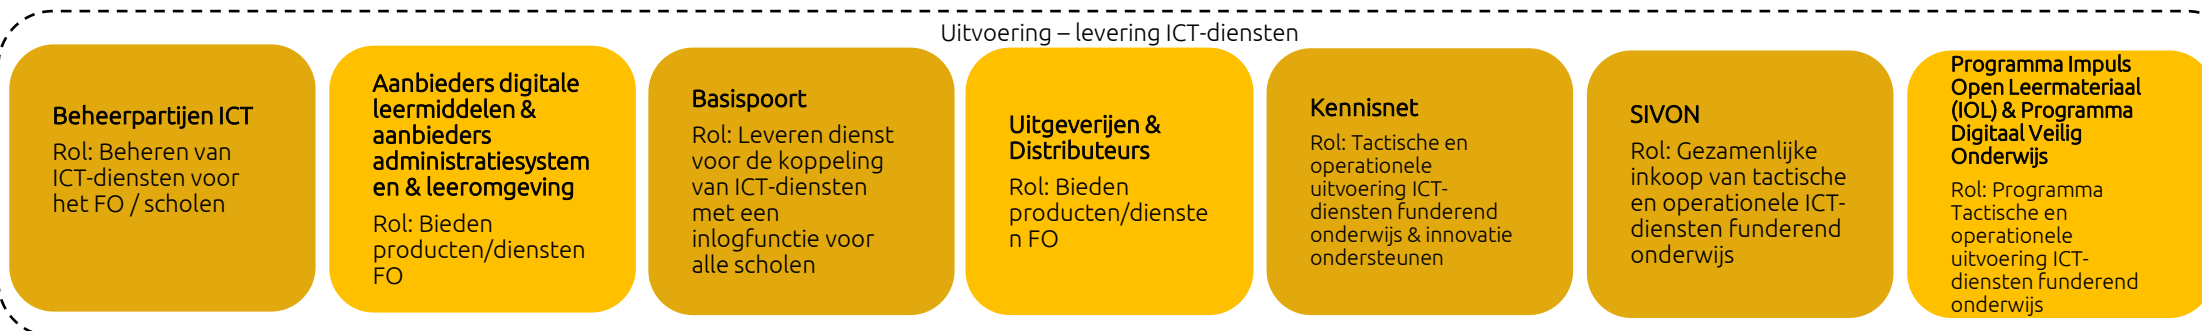 Uitvoering – levering ICT-diensten
Beheerpartijen ICT
Rol: Beheren van
ICT-diensten voor
het FO / scholen
Aanbieders digitale
leermiddelen &
aanbieders
administratiesystem
en & leeromgeving
Rol: Bieden
producten/diensten
FO
Basispoort
Rol: Leveren dienst
voor de koppeling
van ICT-diensten
met een
inlogfunctie voor
alle scholen
Uitgeverijen &
Distributeurs
Rol: Bieden
producten/dienste
n FO
Kennisnet
Rol: Tactische en
operationele
uitvoering ICT-
diensten funderend
onderwijs & innovatie
ondersteunen
SIVON
Rol: Gezamenlijke
inkoop van tactische
en operationele ICT-
diensten funderend
onderwijs
Programma Impuls
Open Leermateriaal
(IOL) & Programma
Digitaal Veilig
Onderwijs
Rol: Programma
Tactische en
operationele
uitvoering ICT-
diensten funderend
onderwijs